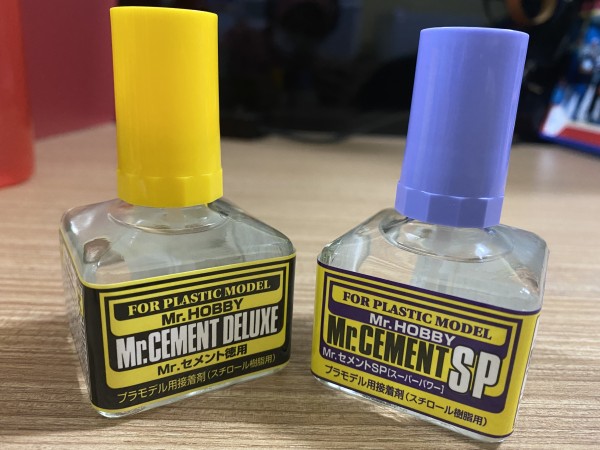 FOR PLASTIC MODEL
Mr.HOBBY
Mr.CEMENT DELUXE
Mr.セメント徳用
プラモデル用接着剤(スチロール樹脂用)
FOR PLASTIC MODEL
Mr.HOBBY
Mr.CEMENT SP
Mr.セメントSP[スーパーパワー]
プラモデル用接着剤(スチロール樹脂用)